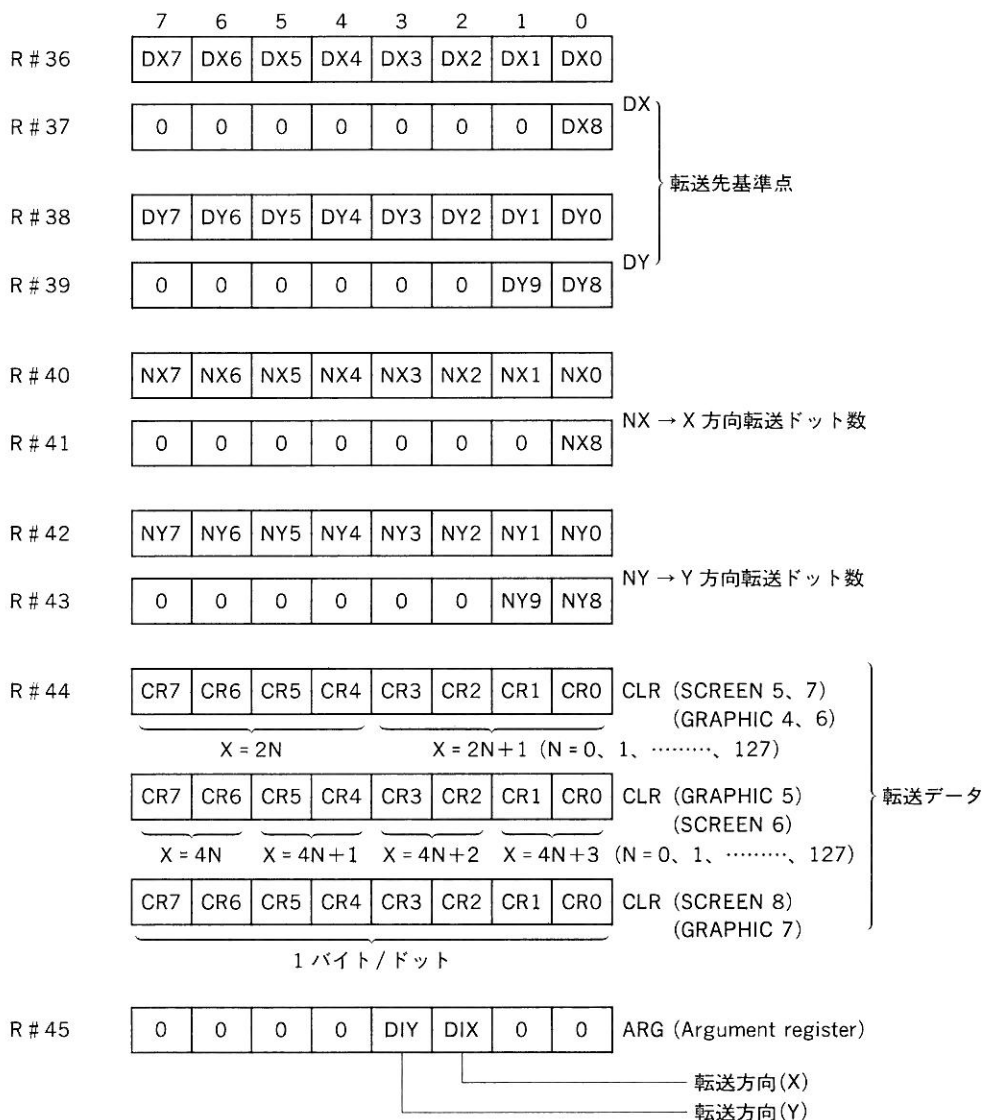 7 6 5 4 3 2 1 0
R#36 DX7 DX6 DX5 DX4 DX3 DX2 DX1 DX0
DX
R#37 0 0 0 0 0 0 0 DX8
転送先基準点
R#38 DY7 DY6 DY5 DY4 DY3 DY2 DY1 DY0
DY
R#39 0 0 0 0 0 0 DY9 DY8
R#40 NX7 NX6 NX5 NX4 NX3 NX2 NX1 NX0
NX → X 方向転送ドット数
R#41 0 0 0 0 0 0 0 NX8
R#42 NY7 NY6 NY5 NY4 NY3 NY2 NY1 NY0
NY → Y 方向転送ドット数
R#43 0 0 0 0 0 0 NY9 NY8
R#44 CR7 CR6 CR5 CR4 CR3 CR2 CR1 CR0 CLR (SCREEN 5、7)
(GRAPHIC 4、6)
X = 2N X = 2N+1 (N = 0、1、………、127)
CR7 CR6 CR5 CR4 CR3 CR2 CR1 CR0 CLR (GRAPHIC 5)
転送データ
(SCREEN 6)
X = 4N X = 4N+1 X = 4N+2 X = 4N+3 (N = 0、1、………、127)
CR7 CR6 CR5 CR4 CR3 CR2 CR1 CR0 CLR (SCREEN 8)
(GRAPHIC 7)
1 バイト / ドット
R#45 0 0 0 0 DIY DIX 0 0 ARG (Argument register)
転送方向(X)
転送方向(Y)